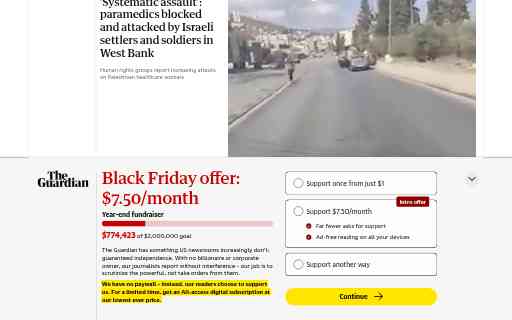 'Systematic assault':
paramedics blocked
and attacked by Israeli
settlers and soldiers in
West Bank
Human rights groups report increasing attacks
on Palestinian healthcare workers
The
Guardian
Black Friday offer:
$7.50/month
Year-end fundraiser
$774,423 of $2,000,000 goal
The Guardian has something US newsrooms increasingly don't:
guaranteed independence. With no billionaire or corporate
owner, our journalists report without interference – our job is to
scrutinise the powerful, not take orders from them.
We have no paywall – instead, our readers choose to support
us. For a limited time, get an All-access digital subscription at
our lowest ever price.
Support once from just $1
Intro offer
Support $7.50/month
Far fewer asks for support
Ad-free reading on all your devices
Support another way
Continue →